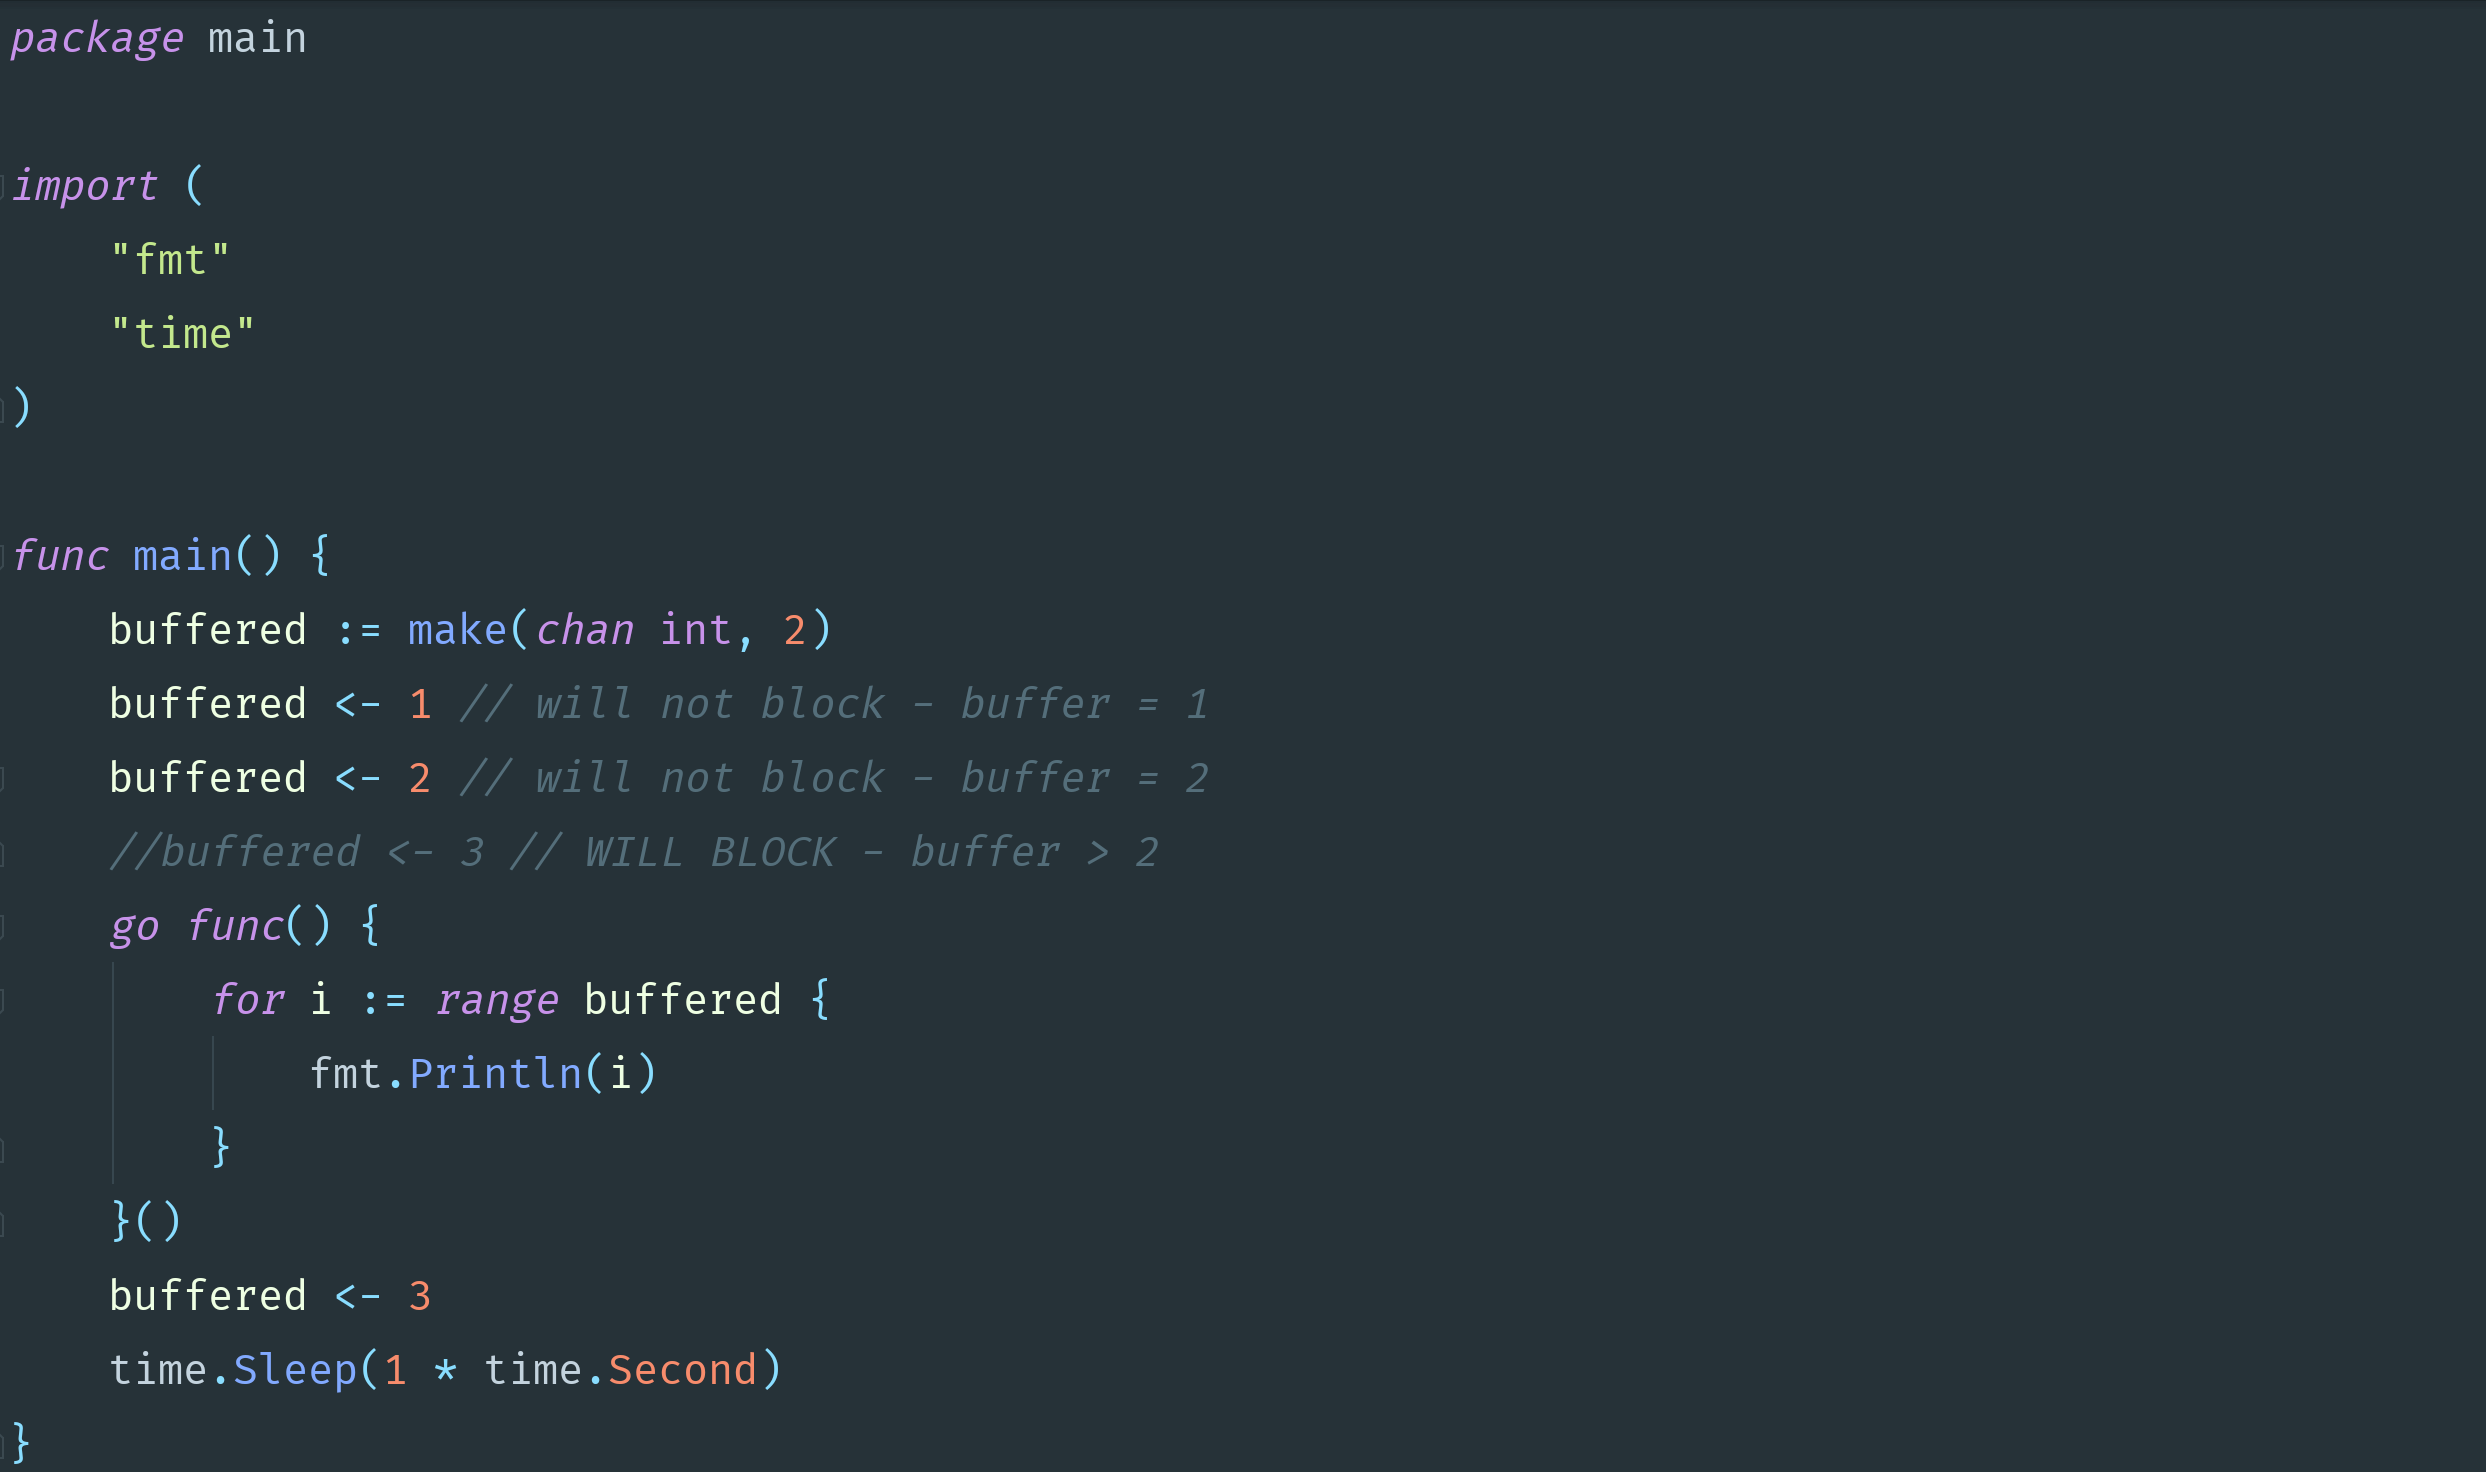 package main
import (
"fmt"
"time"
)
func main() {
buffered := make(chan int, 2)
buffered <- 1 // will not block - buffer = 1
buffered <- 2 // will not block - buffer = 2
//buffered <- 3 // WILL BLOCK - buffer > 2
go func() {
for i := range buffered {
fmt.Println(i)
}
}()
buffered <- 3
time.Sleep(1 * time.Second)
}